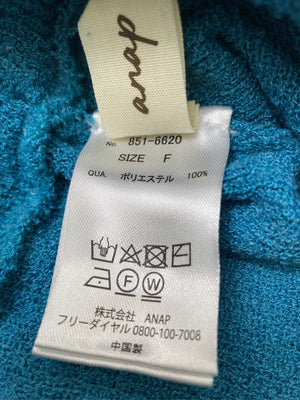 anap
No. 851-6620
SIZE F
QUA. ポリエステル 100%
F W
株式会社 ANAP
フリーダイヤル 0800-100-7008
中国製